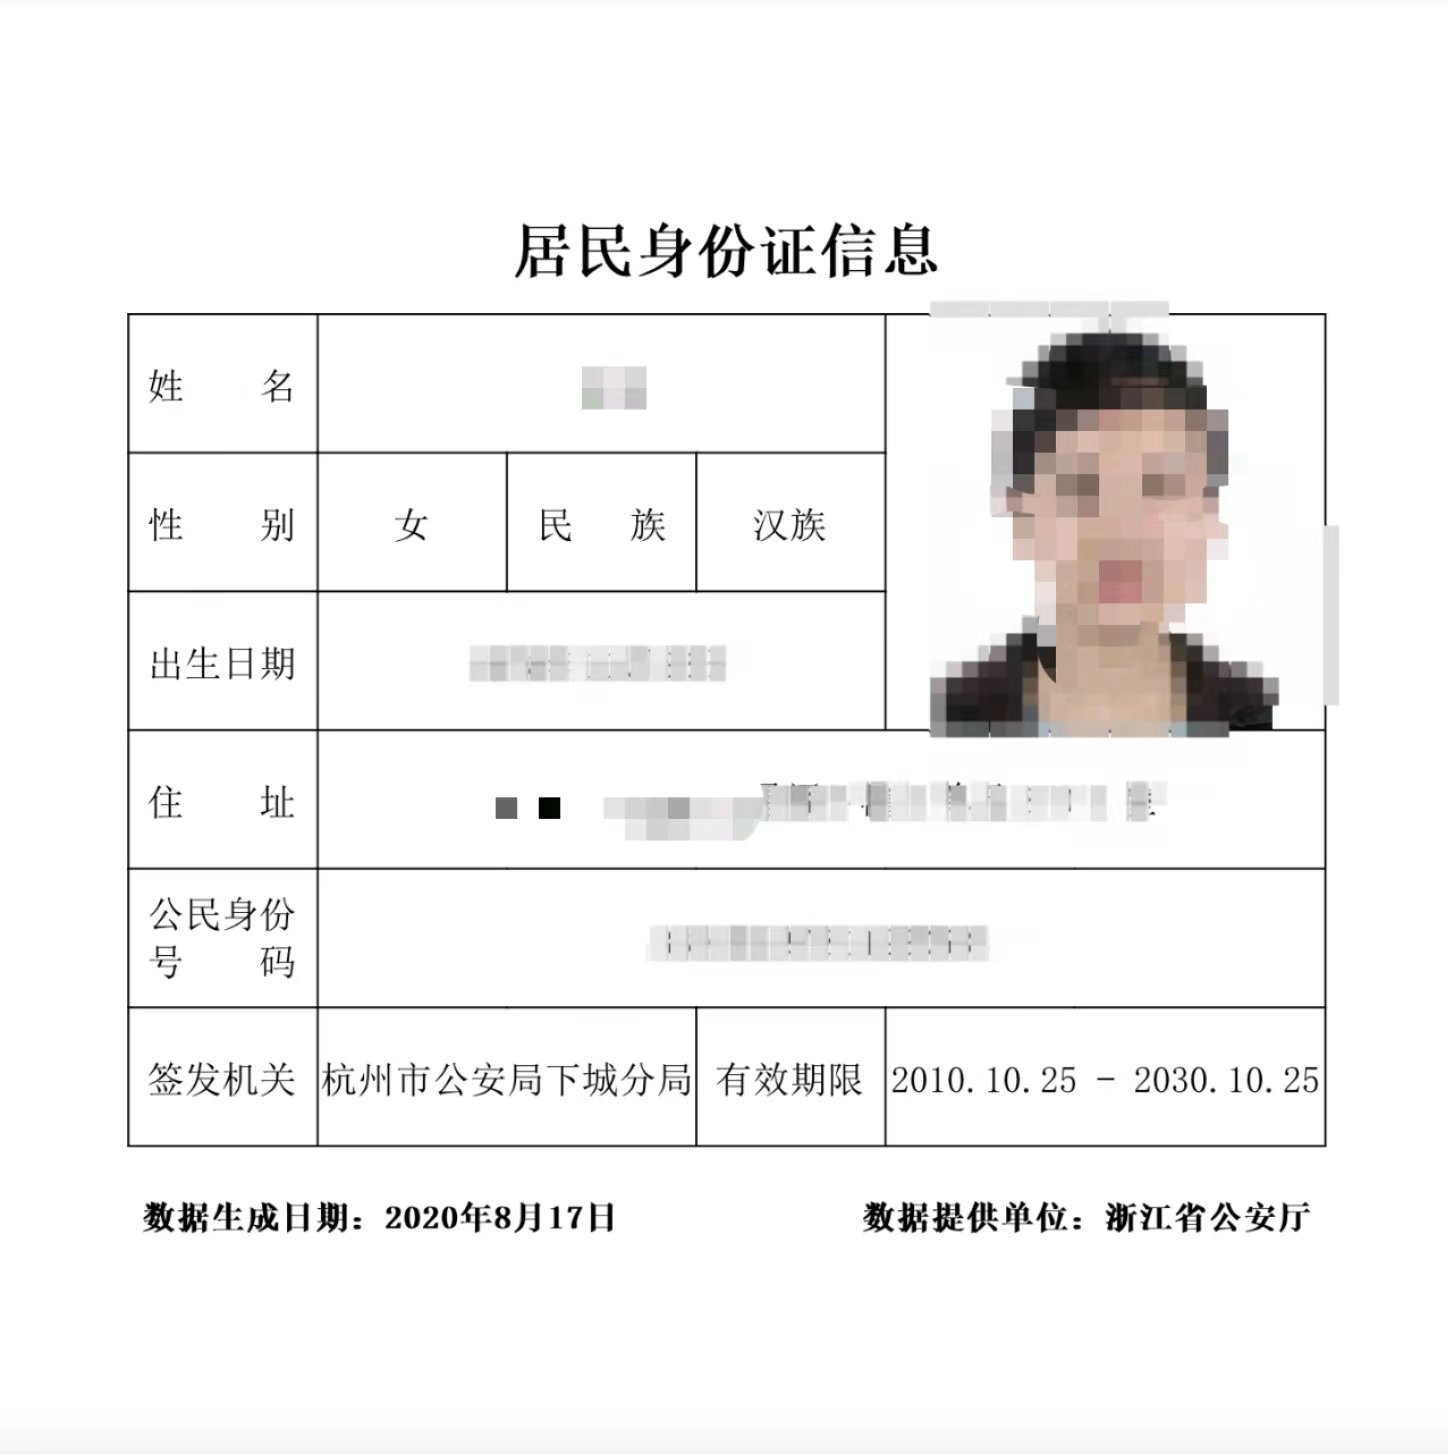 居民身份证信息
姓 名
性 别 女 民 族 汉族
出生日期
住 址
公民身份
号 码
签发机关 杭州市公安局下城分局 有效期限 2010.10.25 - 2030.10.25
数据生成日期：2020年8月17日 数据提供单位：浙江省公安厅